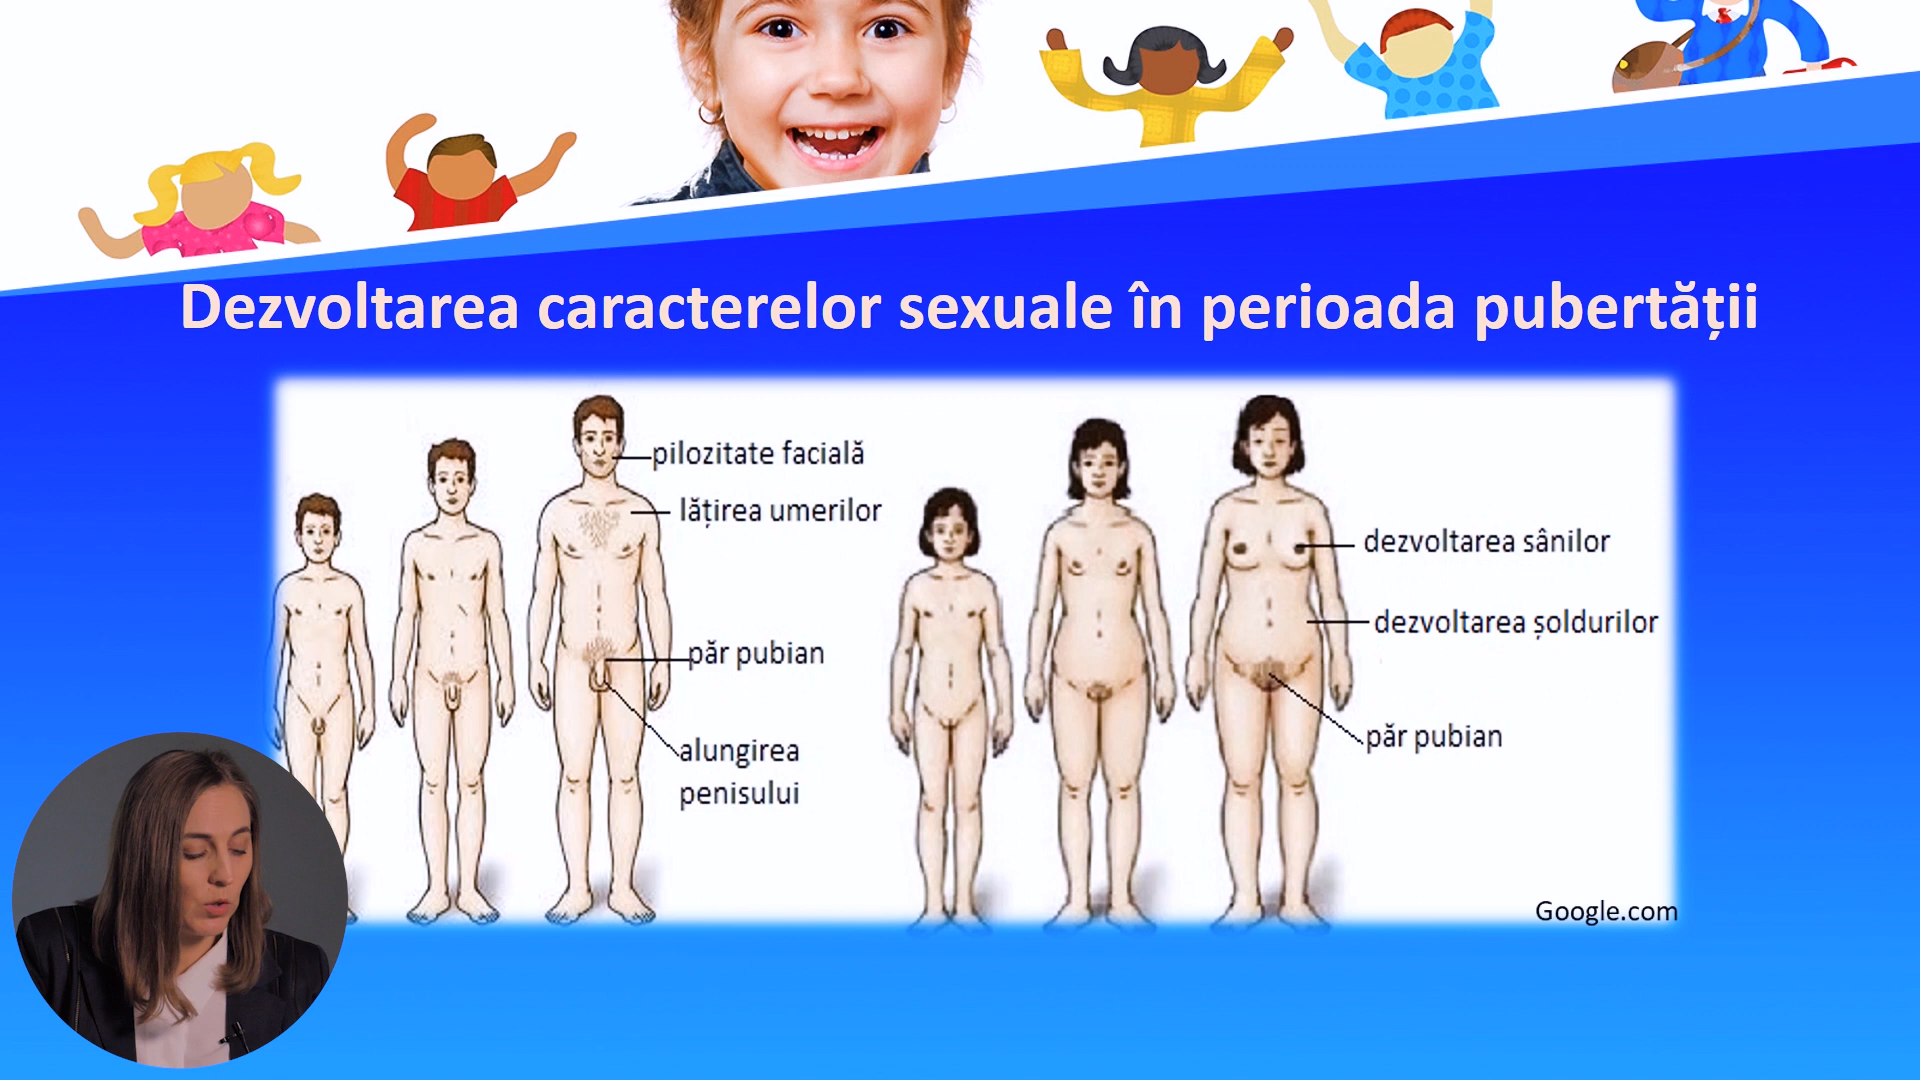 Dezvoltarea caracterelor sexuale în perioada pubertății
pilozitate facială
lățirea umerilor
păr pubian
alungirea
penisului
dezvoltarea sânilor
dezvoltarea șoldurilor
păr pubian
Google.com